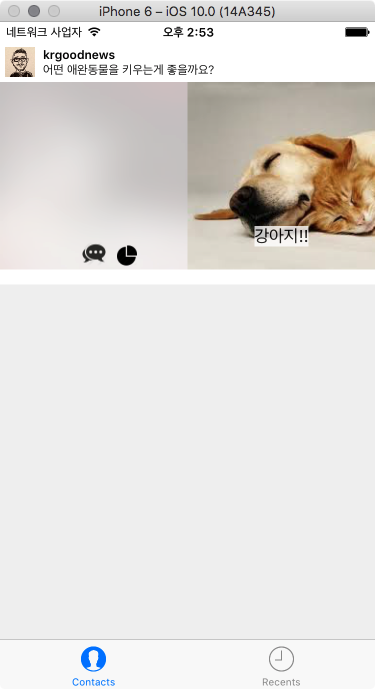 iPhone 6 – iOS 10.0 (14A345)
네트워크 사업자 오후 2:53
krgoodnews
어떤 애완동물을 키우는게 좋을까요?
강아지!!
Contacts Recents